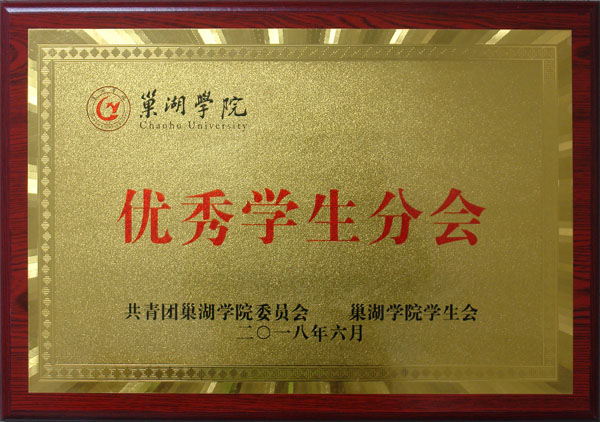 巢湖學院
Chaohu University
优秀学生分会
共青团巢湖学院委员会 巢湖学院学生会
二〇一八年六月